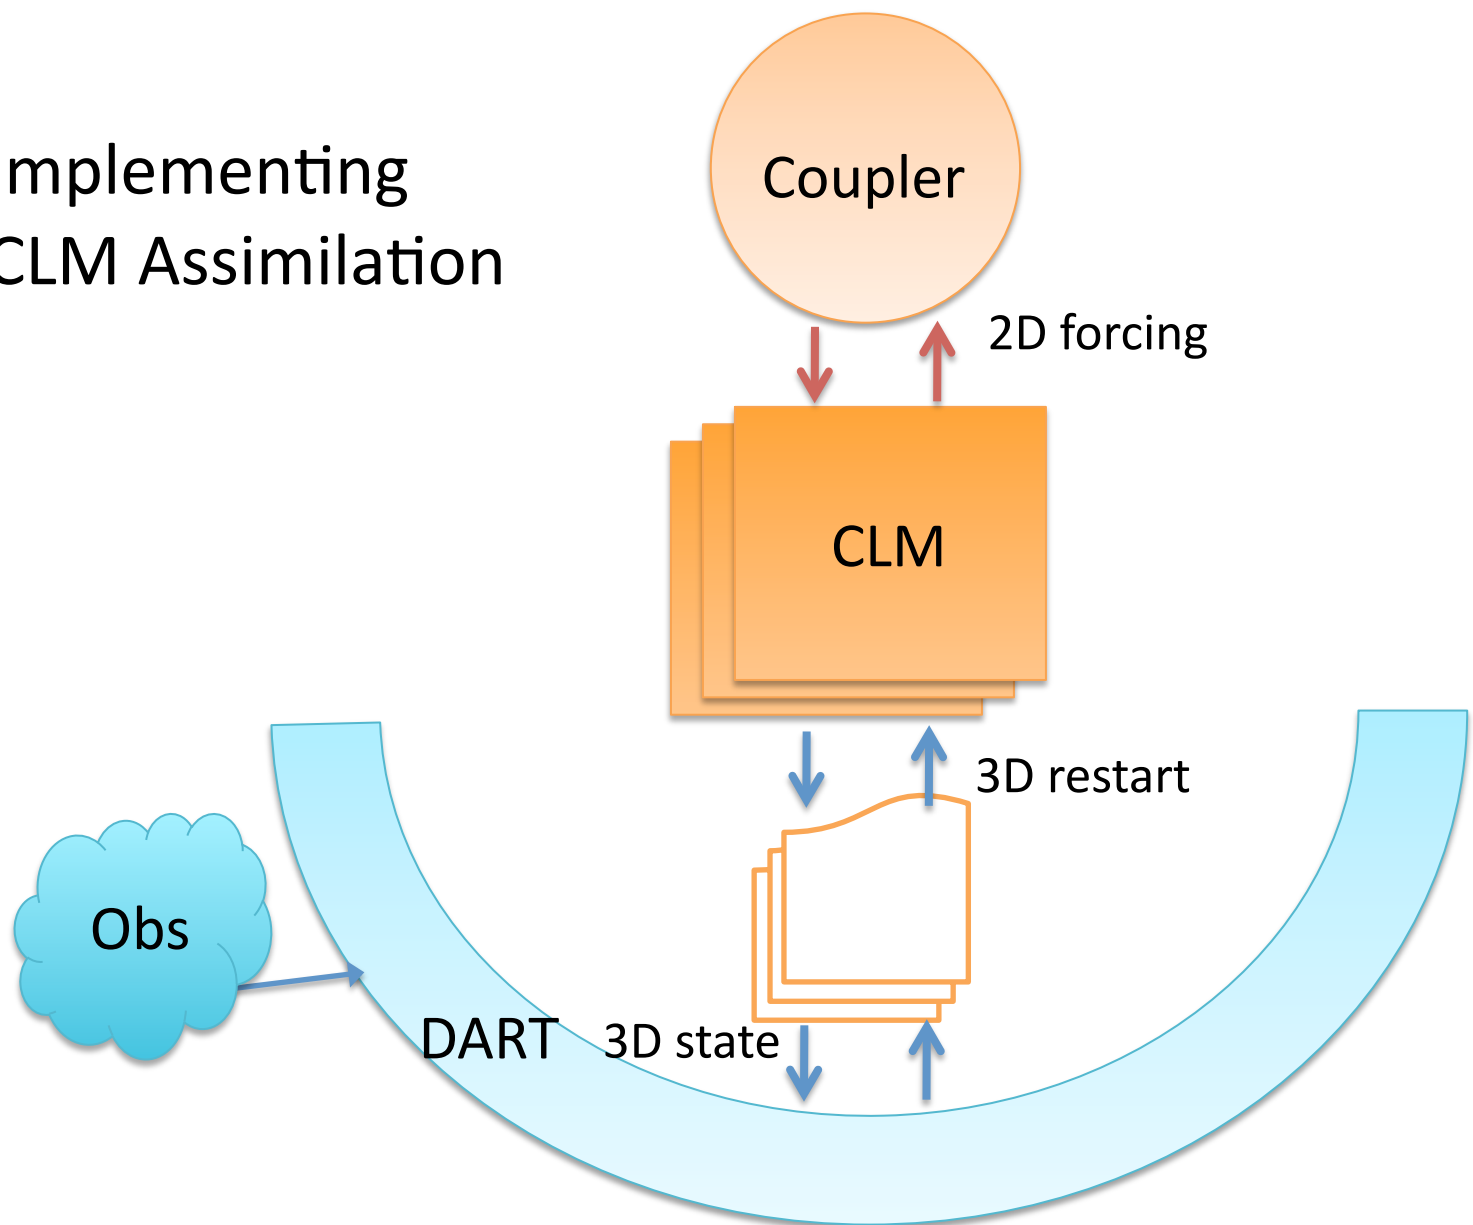 mplementing
CLM Assimilation
Coupler
2D forcing
CLM
3D restart
Obs
DART
3D state